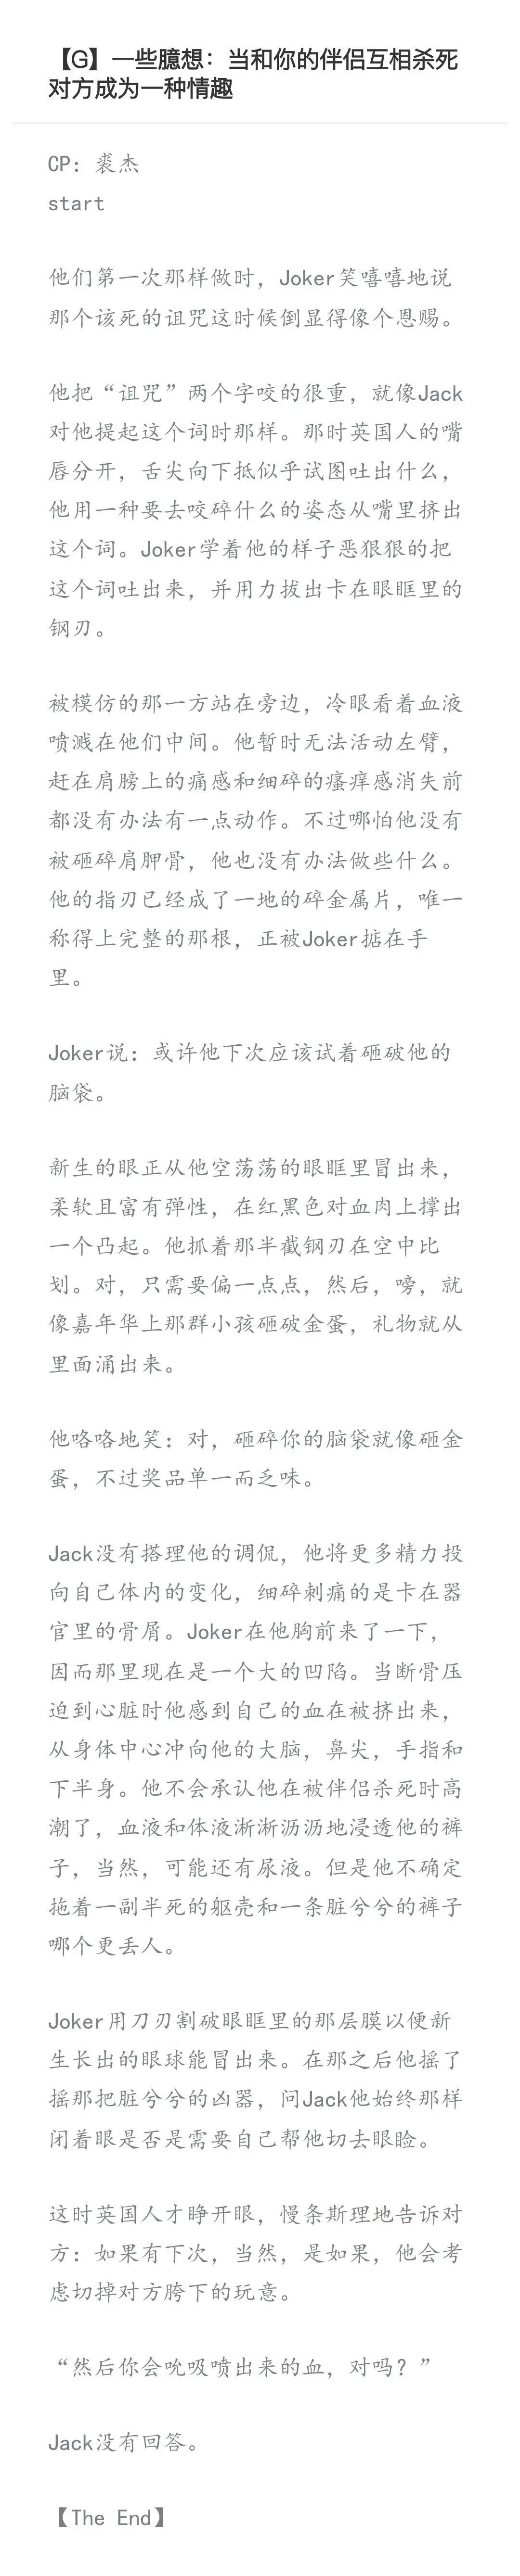 【G】一些臆想：当和你的伴侣互相杀死
对方成为一种情趣
CP：裘杰
start
他们第一次那样做时，Joker笑嘻嘻地说
那个该死的诅咒这时候倒显得像个恩赐。
他把“诅咒”两个字咬的很重，就像Jack
对他提起这个词时那样。那时英国人的嘴
唇分开，舌尖向下抵似乎试图吐出什么，
他用一种要去咬碎什么的姿态从嘴里挤出
这个词。Joker学着他的样子恶狠狠的把
这个词吐出来，并用力拔出卡在眼眶里的
钢刃。
被模仿的那一方站在旁边，冷眼看着血液
喷溅在他们中间。他暂时无法活动左臂，
赶在肩膀上的痛感和细碎的瘙痒感消失前
都没有办法有一点动作。不过哪怕他没有
被砸碎肩胛骨，他也没有办法做些什么。
他的指刃已经成了一地的碎金属片，唯一
称得上完整的那根，正被Joker掂在手
里。
Joker说：或许他下次应该试着砸破他的
脑袋。
新生的眼正从他空荡荡的眼眶里冒出来，
柔软且富有弹性，在红黑色对血肉上撑出
一个凸起。他抓着那半截钢刃在空中比
划。对，只需要偏一点点，然后，嘭，就
像嘉年华上那群小孩砸破金蛋，礼物就从
里面涌出来。
他咯咯地笑：对，砸碎你的脑袋就像砸金
蛋，不过奖品单一而乏味。
Jack没有搭理他的调侃，他将更多精力投
向自己体内的变化，细碎刺痛的是卡在器
官里的骨屑。Joker在他胸前来了一下，
因而那里现在是一个大的凹陷。当断骨压
迫到心脏时他感到自己的血在被挤出来，
从身体中心冲向他的大脑，鼻尖，手指和
下半身。他不会承认他在被伴侣杀死时高
潮了，血液和体液淅淅沥沥地浸透他的裤
子，当然，可能还有尿液。但是他不确定
拖着一副半死的躯壳和一条脏兮兮的裤子
哪个更丢人。
Joker用刀刃割破眼眶里的那层膜以便新
生长出的眼球能冒出来。在那之后他摇了
摇那把脏兮兮的凶器，问Jack他始终那样
闭着眼是否是需要自己帮他切去眼睑。
这时英国人才睁开眼，慢条斯理地告诉对
方：如果有下次，当然，是如果，他会考
虑切掉对方胯下的玩意。
“然后你会吮吸喷出来的血，对吗？”
Jack没有回答。
【The End】